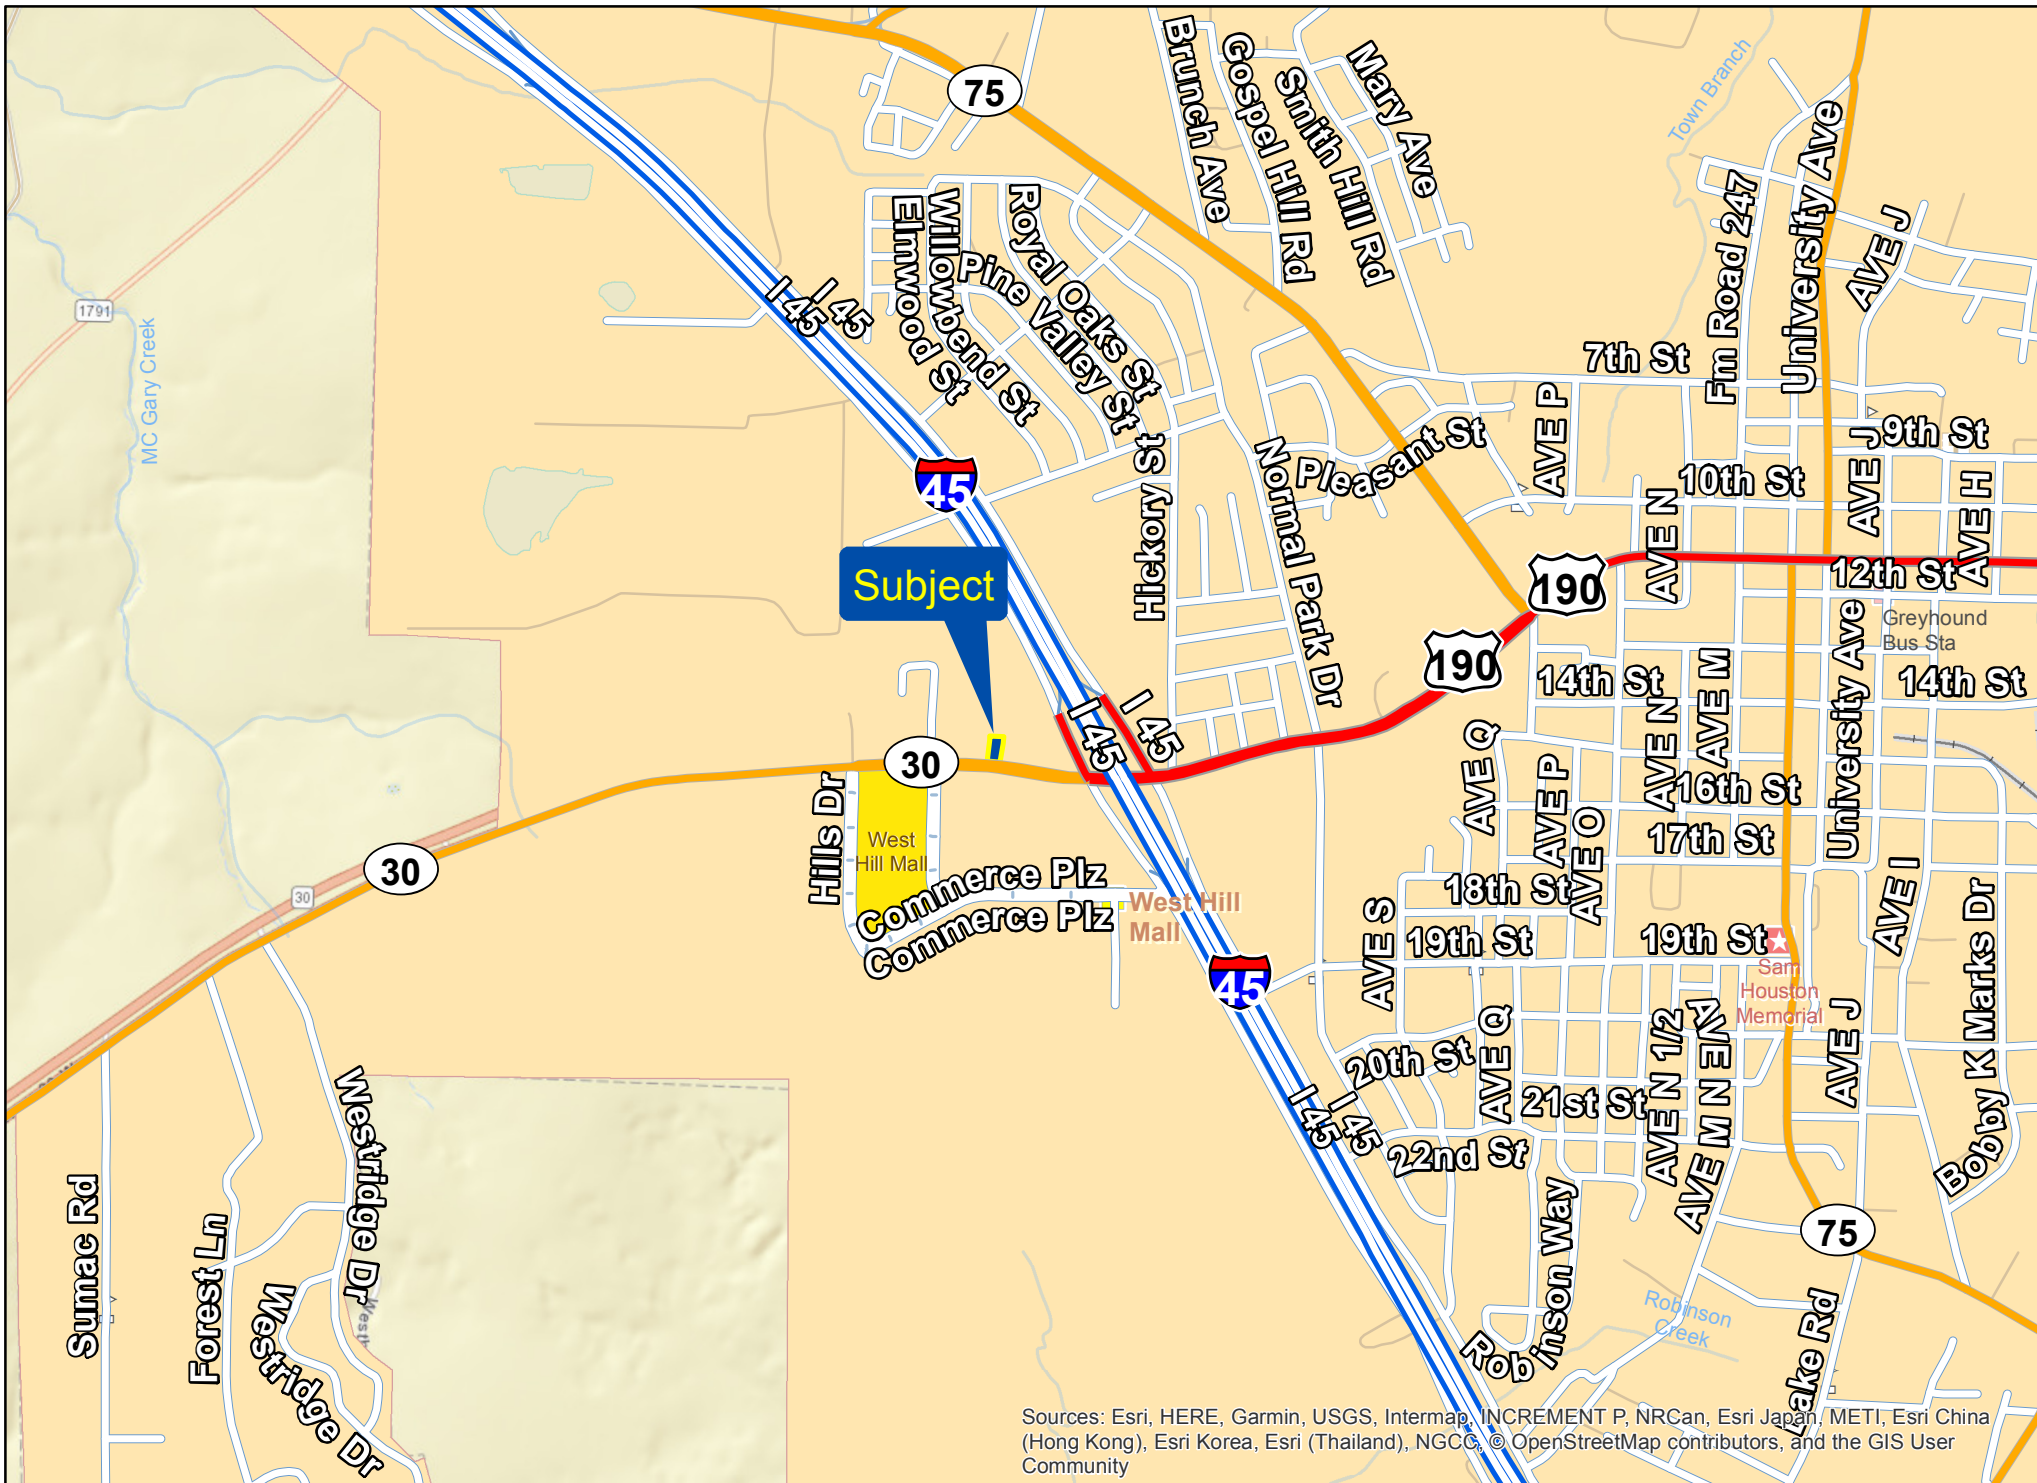 75
Brunch Ave
Gospel Hill Rd
Smith Hill Rd
Mary Ave
Town Branch
University Ave
Fm Road 247
AVE J
1791
MC Gary Creek
I 45
I 45
Elmwood St
Willowbend St
Pine Valley St
Royal Oaks St
Hickory St
Normal Park Dr
Pleasant St
7th St
AVE P
9th St
10th St
AVE N
AVE J
AVE H
45
Subject
190
190
12th St
Greyhound
Bus Sta
14th St
14th St
AVE M
AVE N
University Ave
I 45
I 45
30
Hills Dr
West
Hill Mall
Commerce Plz
Commerce Plz
West Hill
Mall
AVE Q
AVE P
AVE O
16th St
17th St
18th St
19th St
19th St
AVE S
AVE I
Bobby K Marks Dr
30
30
45
Sam
Houston
Memorial
20th St
AVE Q
21st St
22nd St
AVE N 1/2
AVE M
AVE N
AVE J
I 45
I 45
Westridge Dr
Westridge Dr
Sumac Rd
Forest Ln
Robinson Way
Robinson
Creek
75
Lake Rd
Sources: Esri, HERE, Garmin, USGS, Intermap, INCREMENT P, NRCan, Esri Japan, METI, Esri China
(Hong Kong), Esri Korea, Esri (Thailand), NGCC, © OpenStreetMap contributors, and the GIS User
Community